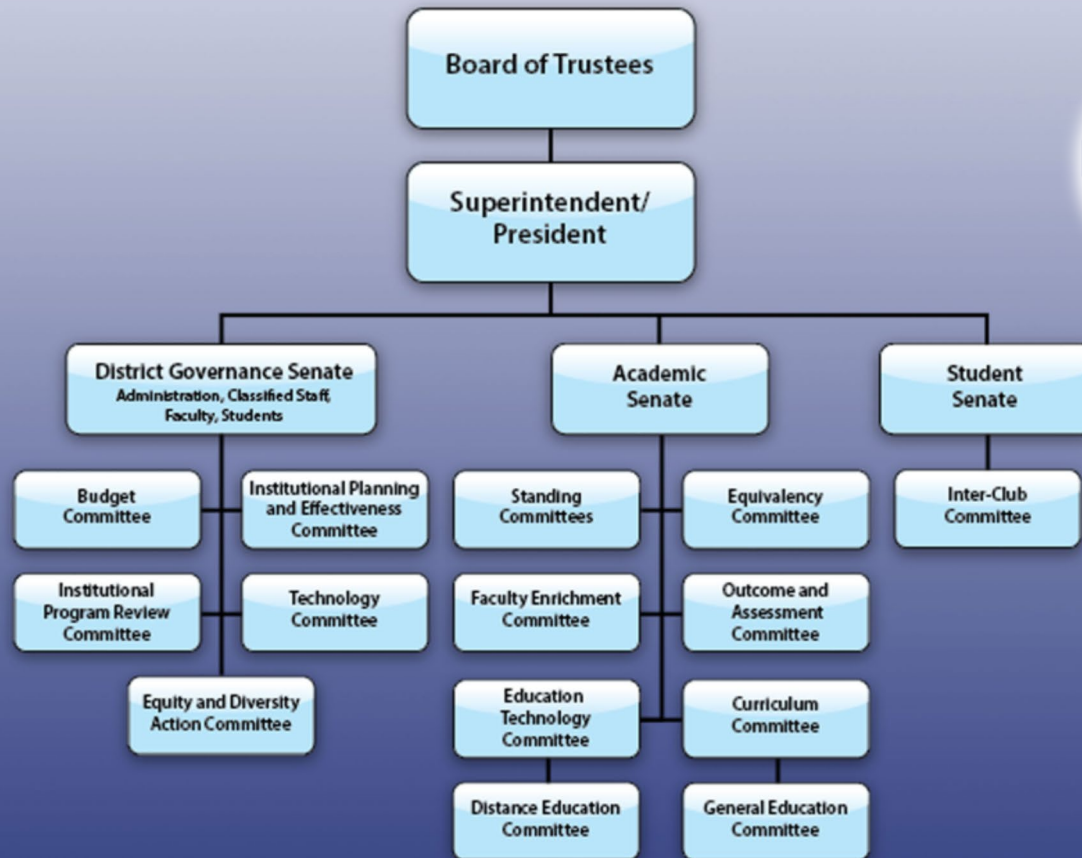 Board of Trustees
Superintendent/
President
District Governance Senate
Administration, Classified Staff,
Faculty, Students
Academic
Senate
Student
Senate
Budget
Committee
Institutional Planning
and Effectiveness
Committee
Standing
Committees
Equivalency
Committee
Inter-Club
Committee
Institutional
Program Review
Committee
Technology
Committee
Faculty Enrichment
Committee
Outcome and
Assessment
Committee
Equity and Diversity
Action Committee
Education
Technology
Committee
Curriculum
Committee
Distance Education
Committee
General Education
Committee